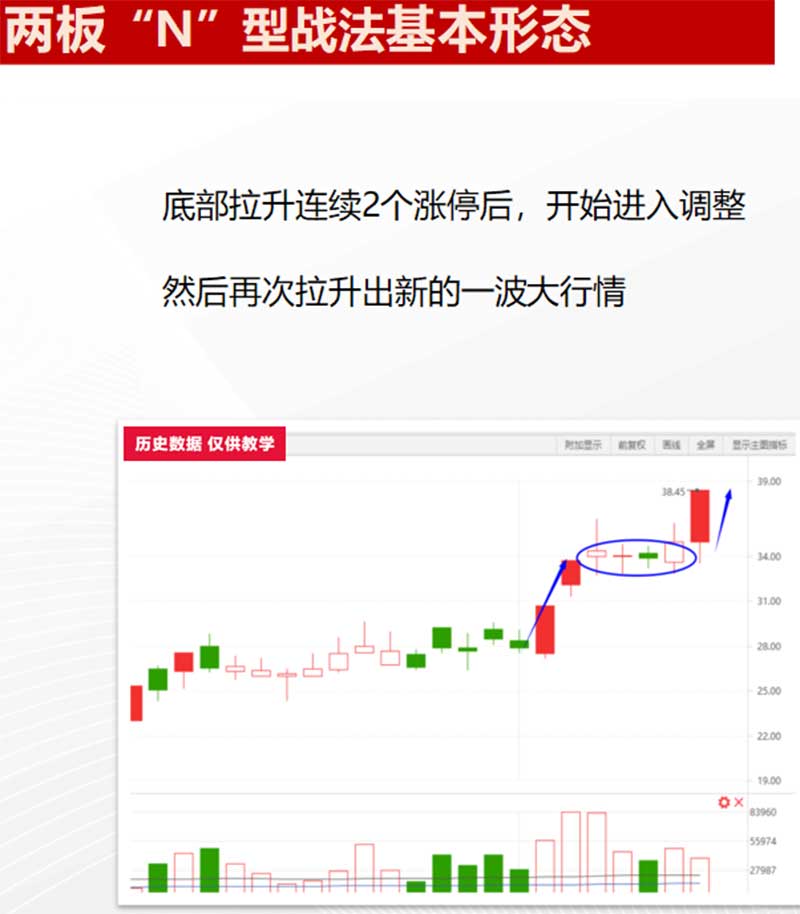 两板“N”型战法基本形态
底部拉升连续2个涨停后，开始进入调整
然后再次拉升出新的一波大行情
历史数据 仅供教学
附加显示 前复权 画线 全屏 显示主图指标
39.00
38.45
34.00
31.00
28.00
25.00
22.00
19.00
83960
55974
27987